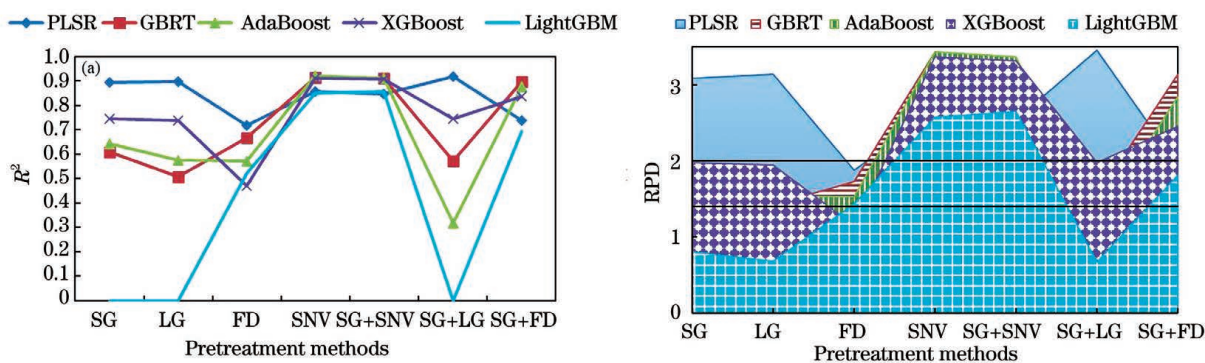 PLSR GBRT AdaBoost XGBoost LightGBM
(a)
1.0
0.9
0.8
0.7
0.6
0.5
0.4
0.3
0.2
0.1
0
R²
SG LG FD SNV SG+SNV SG+LG SG+FD
Pretreatment methods
PLSR GBRT AdaBoost XGBoost LightGBM
3
2
1
0
RPD
SG LG FD SNV SG+SNV SG+LG SG+FD
Pretreatment methods